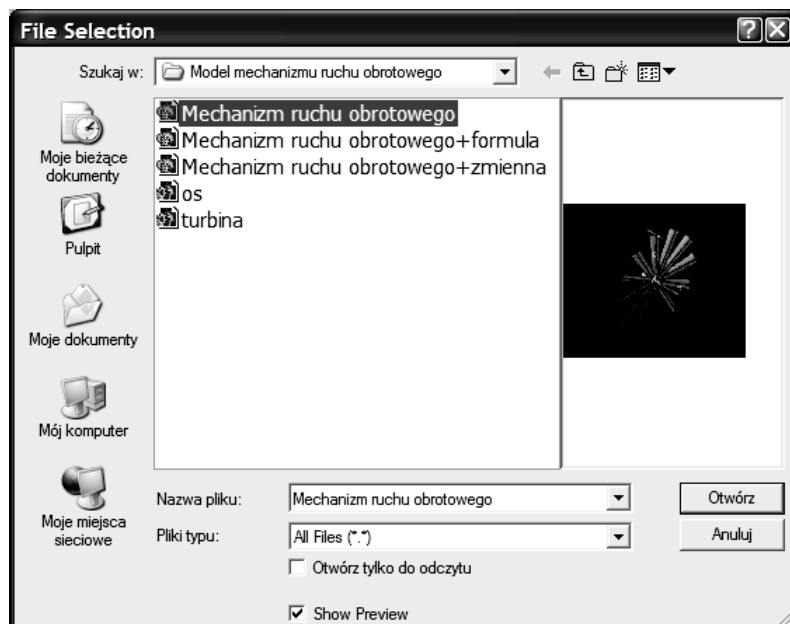 File Selection
Szukaj w: Model mechanizmu ruchu obrotowego
Moje bieżące
dokumenty
Pulpit
Moje dokumenty
Mój komputer
Moje miejsca
sieciowe
Mechanizm ruchu obrotowego
Mechanizm ruchu obrotowego+formula
Mechanizm ruchu obrotowego+zmienna
os
turbina
Nazwa pliku: Mechanizm ruchu obrotowego Otwórz
Pliki typu: All Files (*.*) Anuluj
Otwórz tylko do odczytu
Show Preview